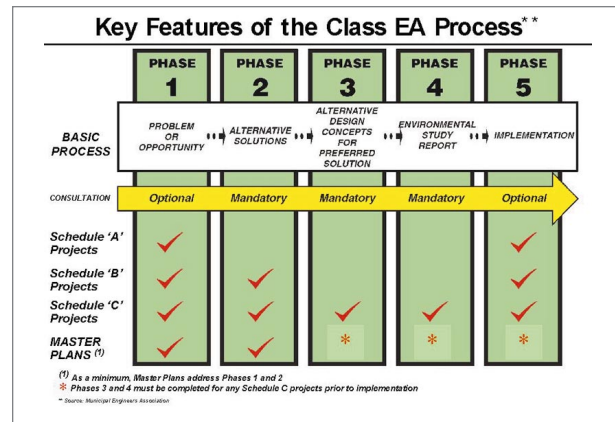 Key Features of the Class EA Process**
PHASE 1
PHASE 2
PHASE 3
PHASE 4
PHASE 5
BASIC
PROCESS
PROBLEM
OR
OPPORTUNITY
ALTERNATIVE
SOLUTIONS
ALTERNATIVE
DESIGN
CONCEPTS
FOR
PREFERRED
SOLUTION
ENVIRONMENTAL
STUDY
REPORT
IMPLEMENTATION
CONSULTATION
Optional
Mandatory
Mandatory
Mandatory
Optional
Schedule 'A'
Projects
Schedule 'B'
Projects
Schedule 'C'
Projects
MASTER
PLANS (1)
* * *
(1) As a minimum, Master Plans address Phases 1 and 2
* Phases 3 and 4 must be completed for any Schedule C projects prior to implementation
** Source: Municipal Engineers Association